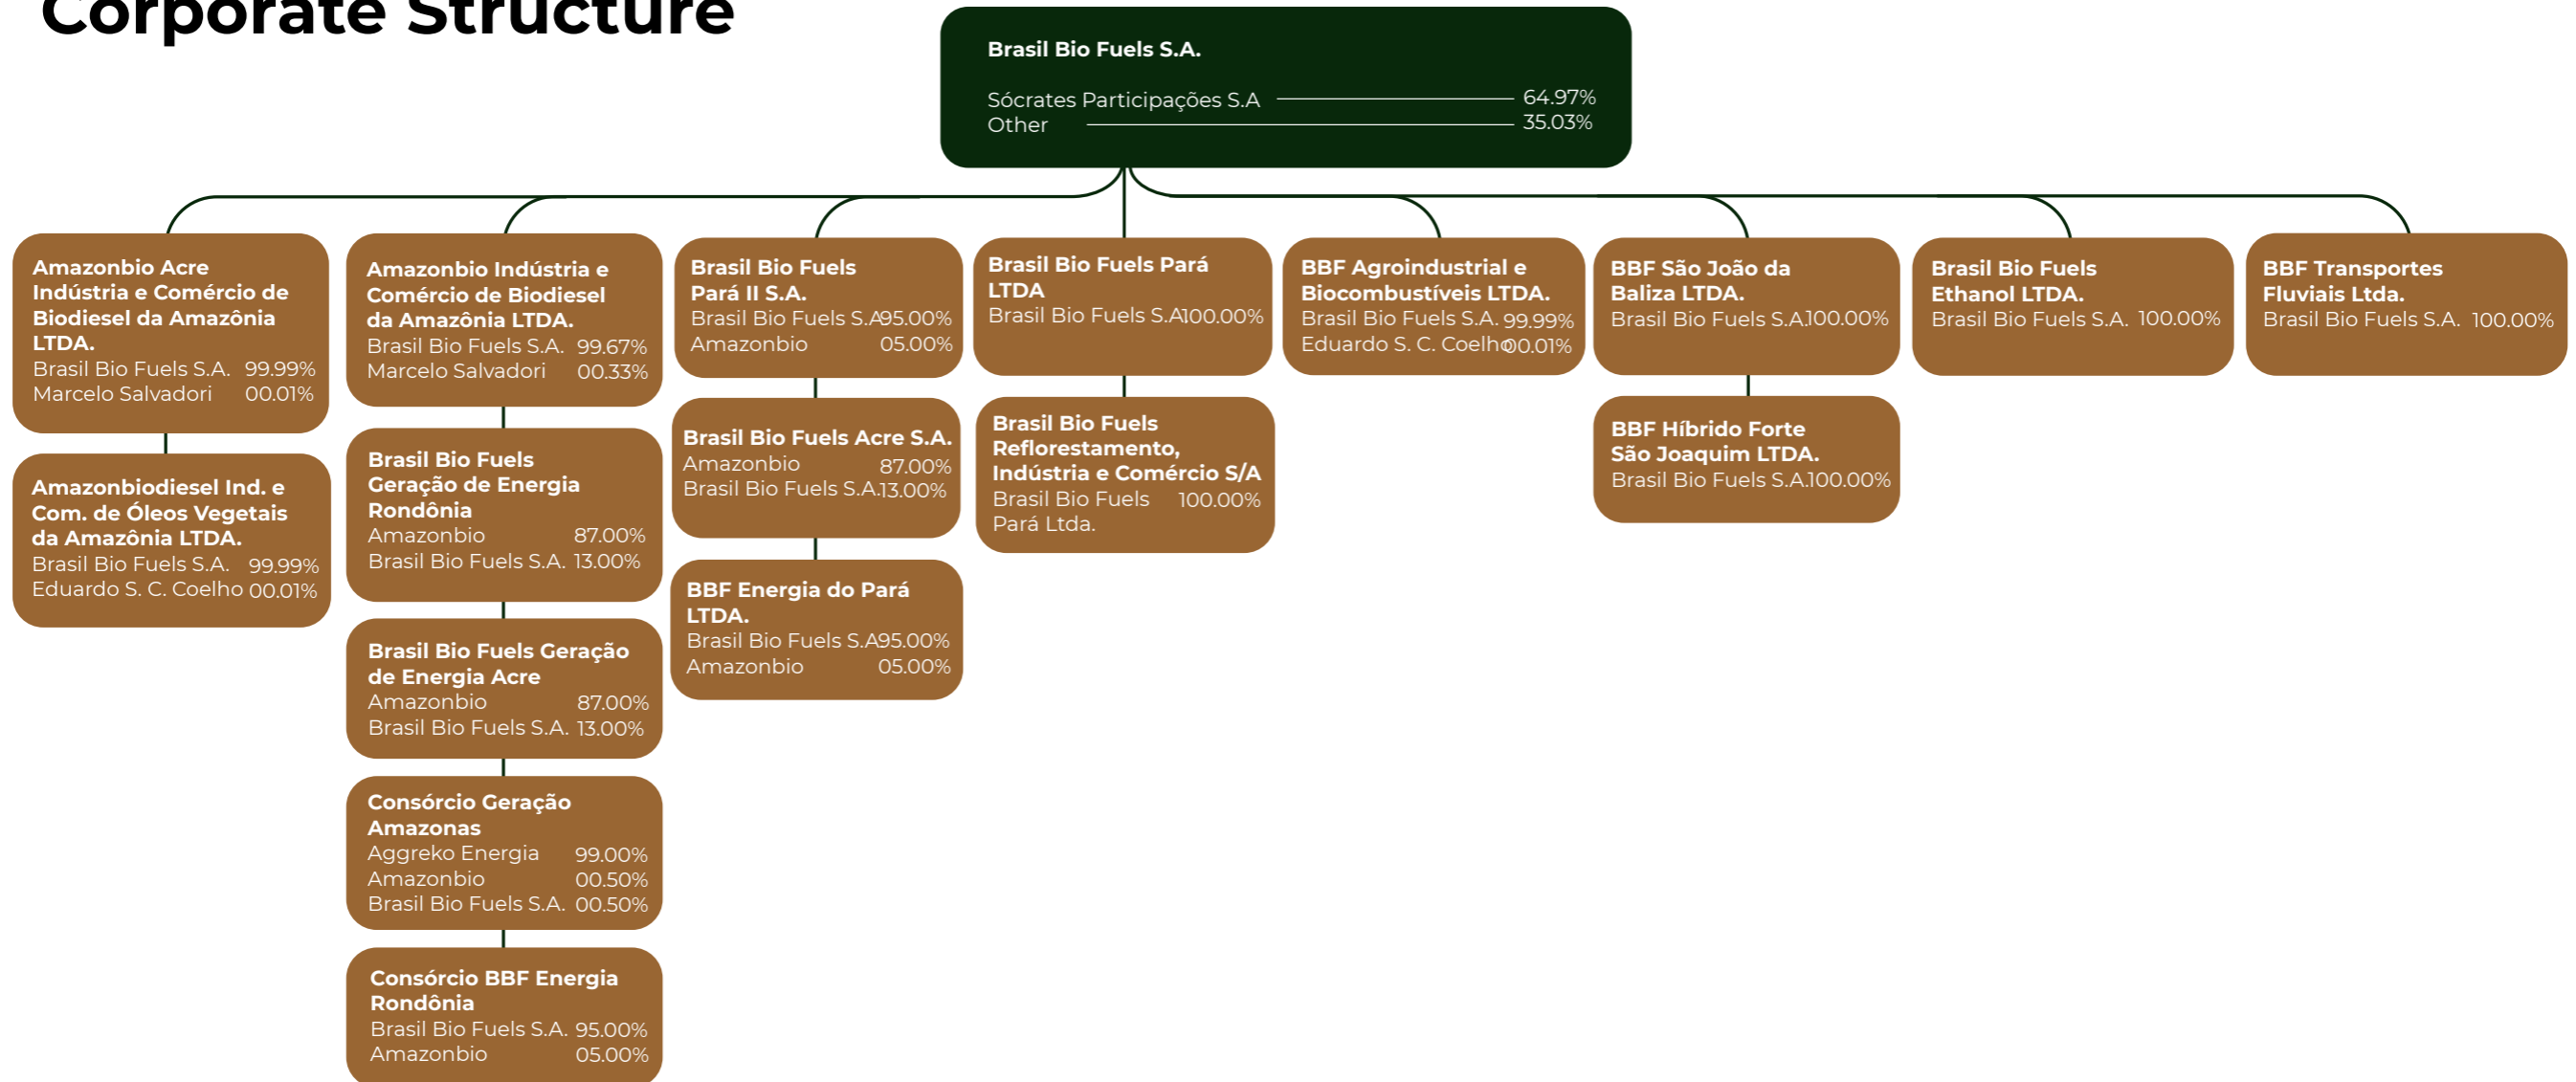 Corporate Structure
Brasil Bio Fuels S.A.
Sócrates Participações S.A 64.97%
Other 35.03%
Amazonbio Acre
Indústria e Comércio de
Biodiesel da Amazônia
LTDA.
Brasil Bio Fuels S.A. 99.99%
Marcelo Salvadori 00.01%
Amazonbiodiesel Ind. e
Com. de Óleos Vegetais
da Amazônia LTDA.
Brasil Bio Fuels S.A. 99.99%
Eduardo S. C. Coelho 00.01%
Amazonbio Indústria e
Comércio de Biodiesel
da Amazônia LTDA.
Brasil Bio Fuels S.A. 99.67%
Marcelo Salvadori 00.33%
Brasil Bio Fuels
Geração de Energia
Rondônia
Amazonbio 87.00%
Brasil Bio Fuels S.A. 13.00%
Brasil Bio Fuels Geração
de Energia Acre
Amazonbio 87.00%
Brasil Bio Fuels S.A. 13.00%
Consórcio Geração
Amazonas
Aggreko Energia 99.00%
Amazonbio 00.50%
Brasil Bio Fuels S.A. 00.50%
Consórcio BBF Energia
Rondônia
Brasil Bio Fuels S.A. 95.00%
Amazonbio 05.00%
Brasil Bio Fuels
Pará II S.A.
Brasil Bio Fuels S.A 95.00%
Amazonbio 05.00%
Brasil Bio Fuels Acre S.A.
Amazonbio 87.00%
Brasil Bio Fuels S.A. 13.00%
BBF Energia do Pará
LTDA.
Brasil Bio Fuels S.A 95.00%
Amazonbio 05.00%
Brasil Bio Fuels Pará
LTDA
Brasil Bio Fuels S.A. 100.00%
Brasil Bio Fuels
Reflorestamento,
Indústria e Comércio S/A
Brasil Bio Fuels 100.00%
Pará Ltda.
BBF Agroindustrial e
Biocombustíveis LTDA.
Brasil Bio Fuels S.A. 99.99%
Eduardo S. C. Coelho 00.01%
BBF São João da
Baliza LTDA.
Brasil Bio Fuels S.A. 100.00%
BBF Híbrido Forte
São Joaquim LTDA.
Brasil Bio Fuels S.A. 100.00%
Brasil Bio Fuels
Ethanol LTDA.
Brasil Bio Fuels S.A. 100.00%
BBF Transportes
Fluviais Ltda.
Brasil Bio Fuels S.A. 100.00%